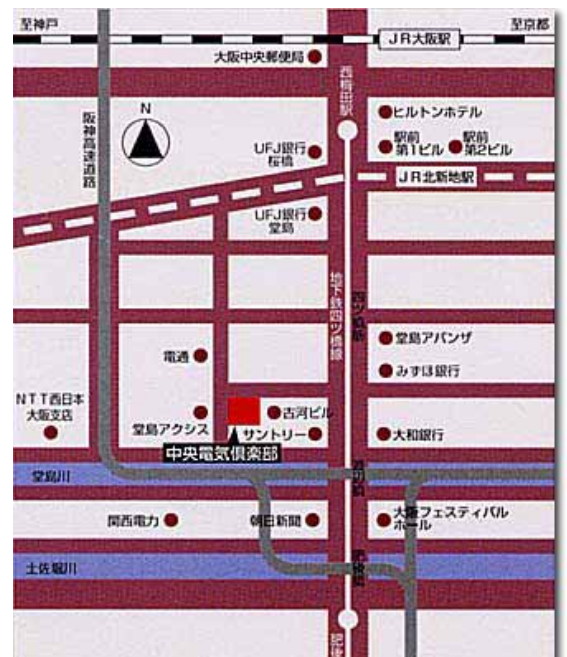 至神戸
至京都
JR大阪駅
大阪中央郵便局
西梅田駅
阪神高速道路
N
ヒルトンホテル
駅前
第1ビル
駅前
第2ビル
UFJ銀行
桜橋
JR北新地駅
UFJ銀行
堂島
地下鉄四ツ橋線
四ツ橋筋
堂島アバンザ
電通
みずほ銀行
NTT西日本
大阪支店
堂島アクシス
古河ビル
サントリー
大和銀行
中央電気倶楽部
堂島川
渡辺橋
関西電力
朝日新聞
大阪フェスティバル
ホール
土佐堀川
肥後橋
肥後